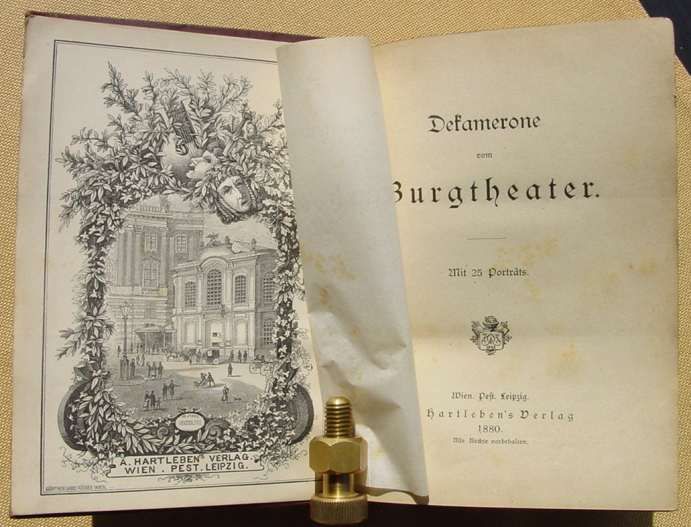 A. HARTLEBEN'S VERLAG.
WIEN. PEST. LEIPZIG.
Dekamerone
vom
Burgtheater.
Mit 25 Porträts.
Wien. Pest. Leipzig.
Hartleben's Verlag
1880.
Alle Rechte vorbehalten.